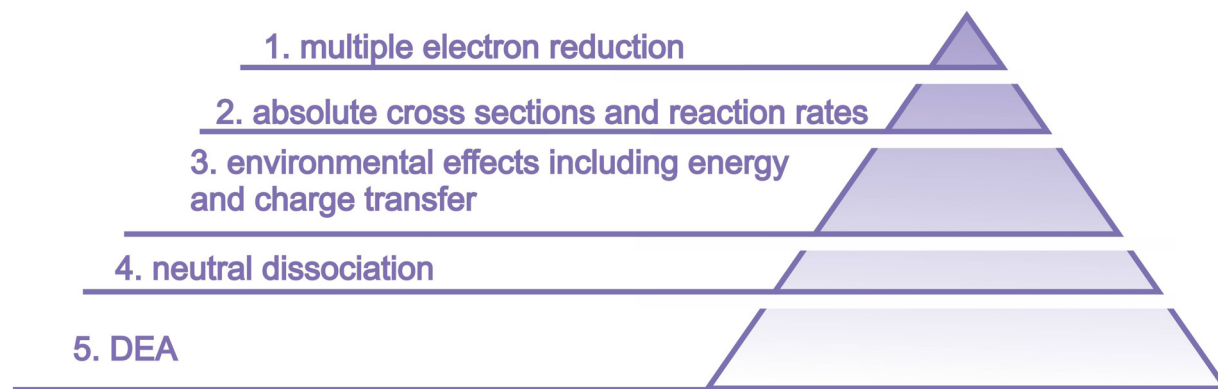 1. multiple electron reduction
2. absolute cross sections and reaction rates
3. environmental effects including energy
and charge transfer
4. neutral dissociation
5. DEA